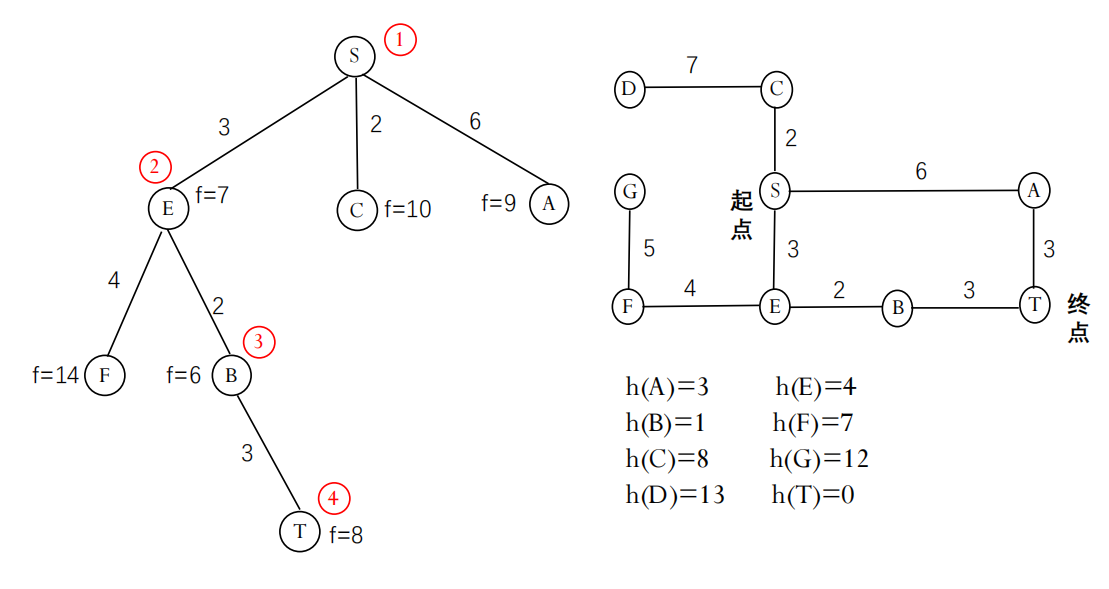 S
1
3
2
6
2
E
f=7
C
f=10
f=9
A
4
2
3
f=14
F
f=6
B
3
4
T
f=8
D
7
C
2
G
起
点
S
6
A
5
3
3
F
4
E
2
B
3
T
终
点
h(A)=3 h(E)=4
h(B)=1 h(F)=7
h(C)=8 h(G)=12
h(D)=13 h(T)=0